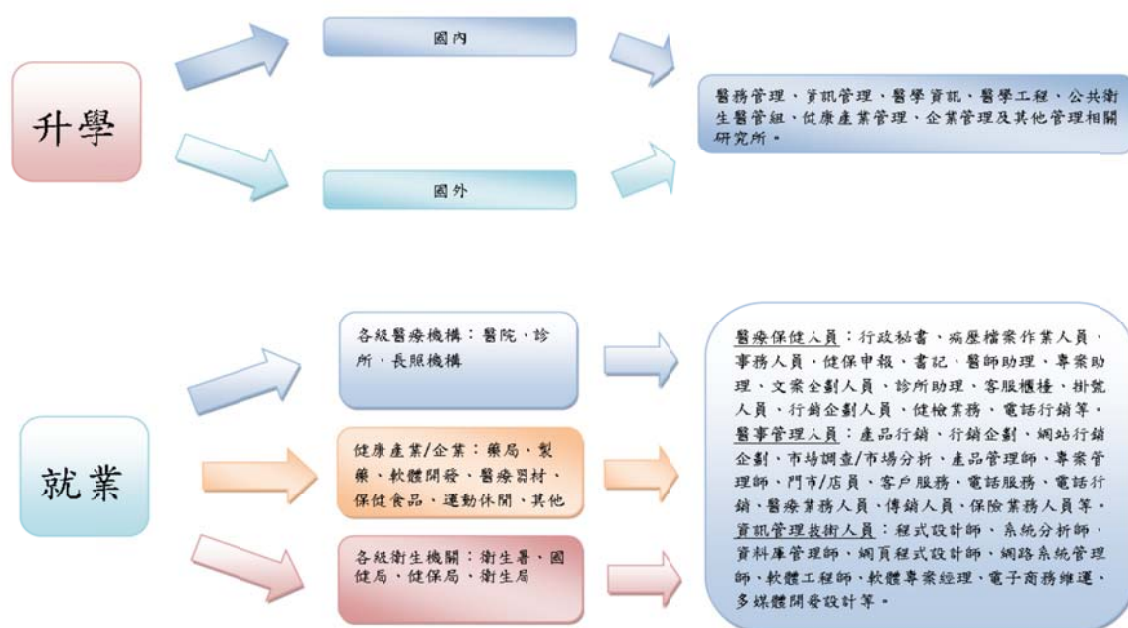 升學
國內
國外
醫務管理、資訊管理、醫學資訊、醫學工程、公共衛
生醫管組、健康產業管理、企業管理及其他管理相關
研究所。
就業
各級醫療機構：醫院，診
所，長照機構
健康產業/企業：藥局，製
藥、軟體開發、醫療器材、
保健食品、運動休閒、其他
各級衛生機關：衛生署、國
健局、健保局、衛生局
醫療保健人員：行政秘書、病歷檔案作業人員，
事務人員，健保申報、書記，醫師助理、專案助
理、文案企劃人員、診所助理、客服櫃檯、掛號
人員、行銷企劃人員、健檢業務、電話行銷等。
醫事管理人員：產品行銷、行銷企劃、網站行銷
企劃、市場調查/市場分析、產品管理師、專案管
理師、門市/店員、客戶服務、電話服務、電話行
銷、醫療業務人員、傳銷人員、保險業務人員等。
資訊管理技術人員：程式設計師、系統分析師，
資料庫管理師、網頁程式設計師、網路系統管理
師、軟體工程師、軟體專案經理、電子商務維運、
多媒體開發設計等。